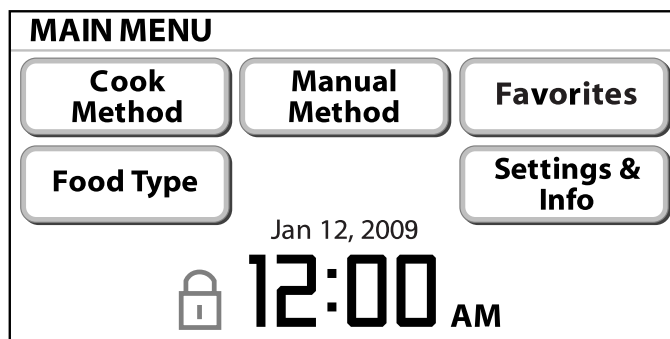 MAIN MENU
Cook
Method
Manual
Method
Favorites
Food Type
Settings &
Info
Jan 12, 2009
12:00 AM